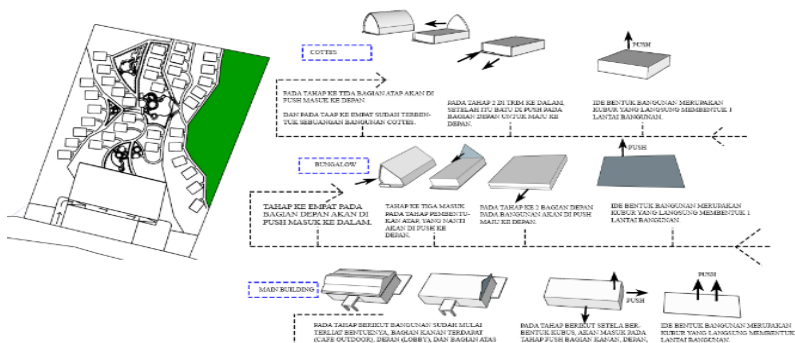 COTTES
PUSH
PADA TAHAP KE TIGA BAGIAN ATAP AKAN DI
PUSH MASUK KE DEPAN.
DAN PADA TAAP KE EMPAT SUDAH TERBEN-
TUK SEBUANGAN BANGUNAN COTTES.
PADA TAHAP 2 DI TRIM KE DALAM,
SETELAH ITU BATU DI PUSH PADA
BAGIAN DEPAN UNTUK MAJU KE
DEPAN.
IDE BENTUK BANGUNAN MERUPAKAN
KUBUR YANG LANGSUNG MEMBENTUK 1
LANTAI BANGUNAN.
BUNGALOW
PUSH
TAHAP KE EMPAT PADA
BAGIAN DEPAN AKAN DI
PUSH MASUK KE DALAM.
TAHAP KE TIGA MASUK
PADA TAHAP PEMBENTU-
KAN ATAP, YANG NANTI
AKAN DI PUSH KE
DEPAN.
PADA TAHAP KE 2 BAGIAN DEPAN
PADA BANGUNAN AKAN DI PUSH
MAJU KE DEPAN.
IDE BENTUK BANGUNAN MERUPAKAN
KUBUR YANG LANGSUNG MEMBENTUK 1
LANTAI BANGUNAN.
MAIN BUILDING
PUSH
PUSH
PADA TAHAP BERIKUT BANGUNAN SUDAH MULAI
TERLIAT BENTUKNYA, BAGIAN KANAN TERDAPAT
(CAFE OUTDOOR), DEPAN (LOBBY), DAN BAGIAN ATAS
PADA TAHAP BERIKUT SETELA BER-
BENTUK KUBUS, AKAN MASUK PADA
TAHAP PUSH BAGIAN KANAN, DEPAN,
IDE BENTUK BANGUNAN MERUPAKAN
KUBUR YANG LANGSUNG MEMBENTUK
LANTAI BANGUNAN.